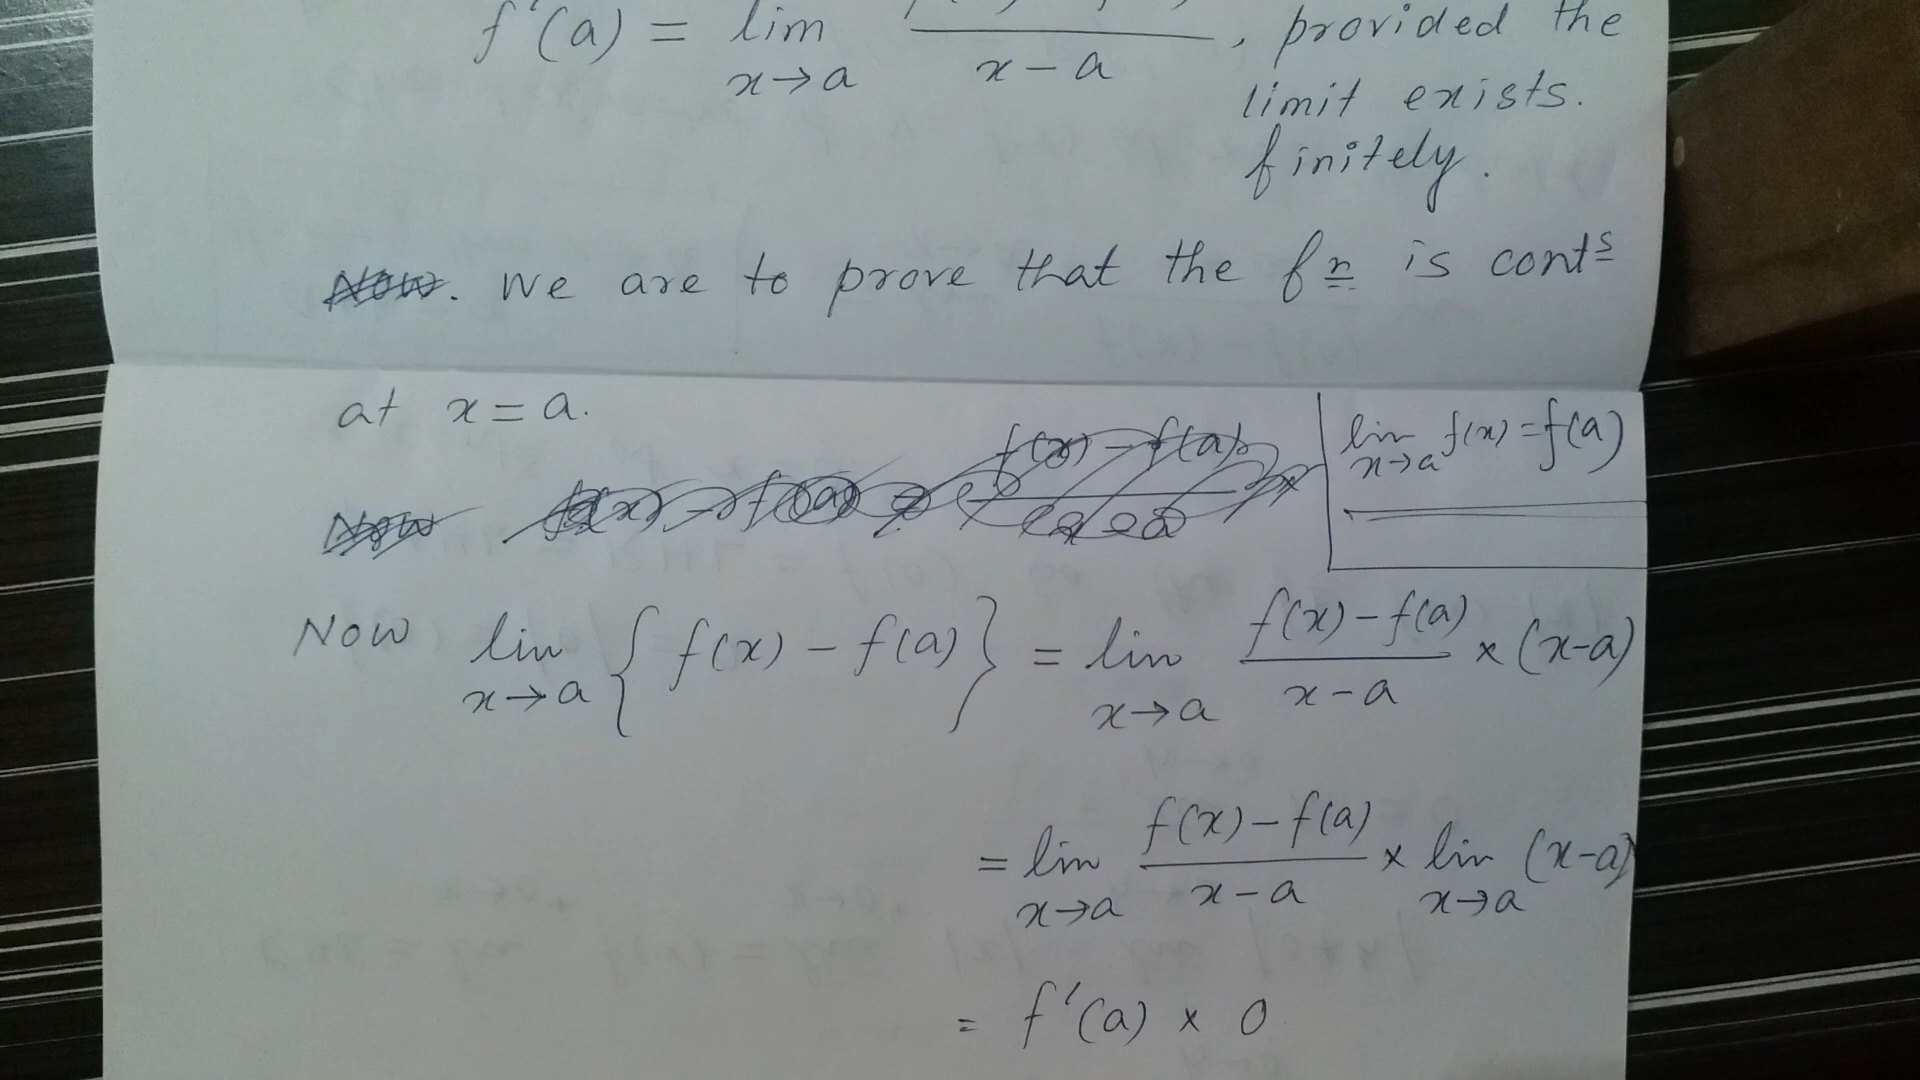 f'(a) = lim x→a ——— x - a , provided the
limit exists.
finitely.
We are to prove that the fn is conts
at x = a.
f(x) - f(a)
lim x→a f(x) = f(a)
Now lim x→a { f(x) - f(a) } = lim x→a f(x) - f(a) / x - a × (x-a)
= lim x→a f(x) - f(a) / x - a × lim x→a (x-a)
= f'(a) × 0